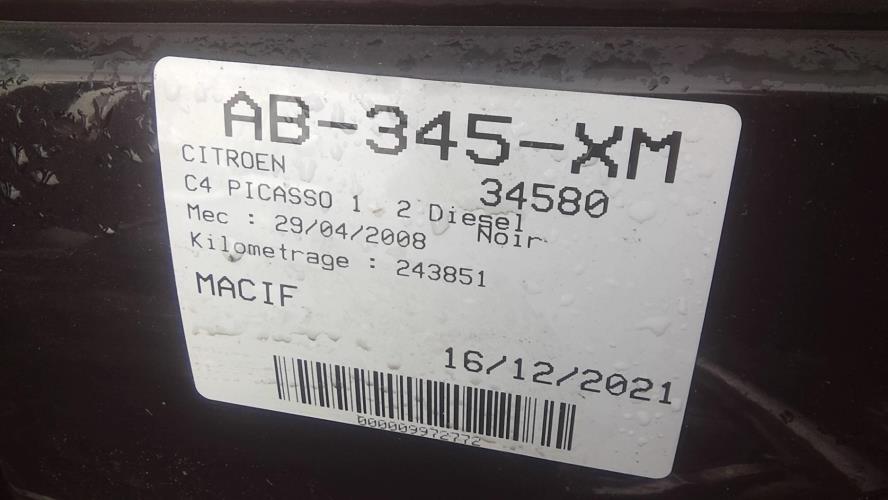 AB-345-XM
CITROEN
34580
C4 PICASSO 1 2 Diesel
Mec : 29/04/2008 Noir
Kilometrage : 243851
MACIF
16/12/2021
000009972772